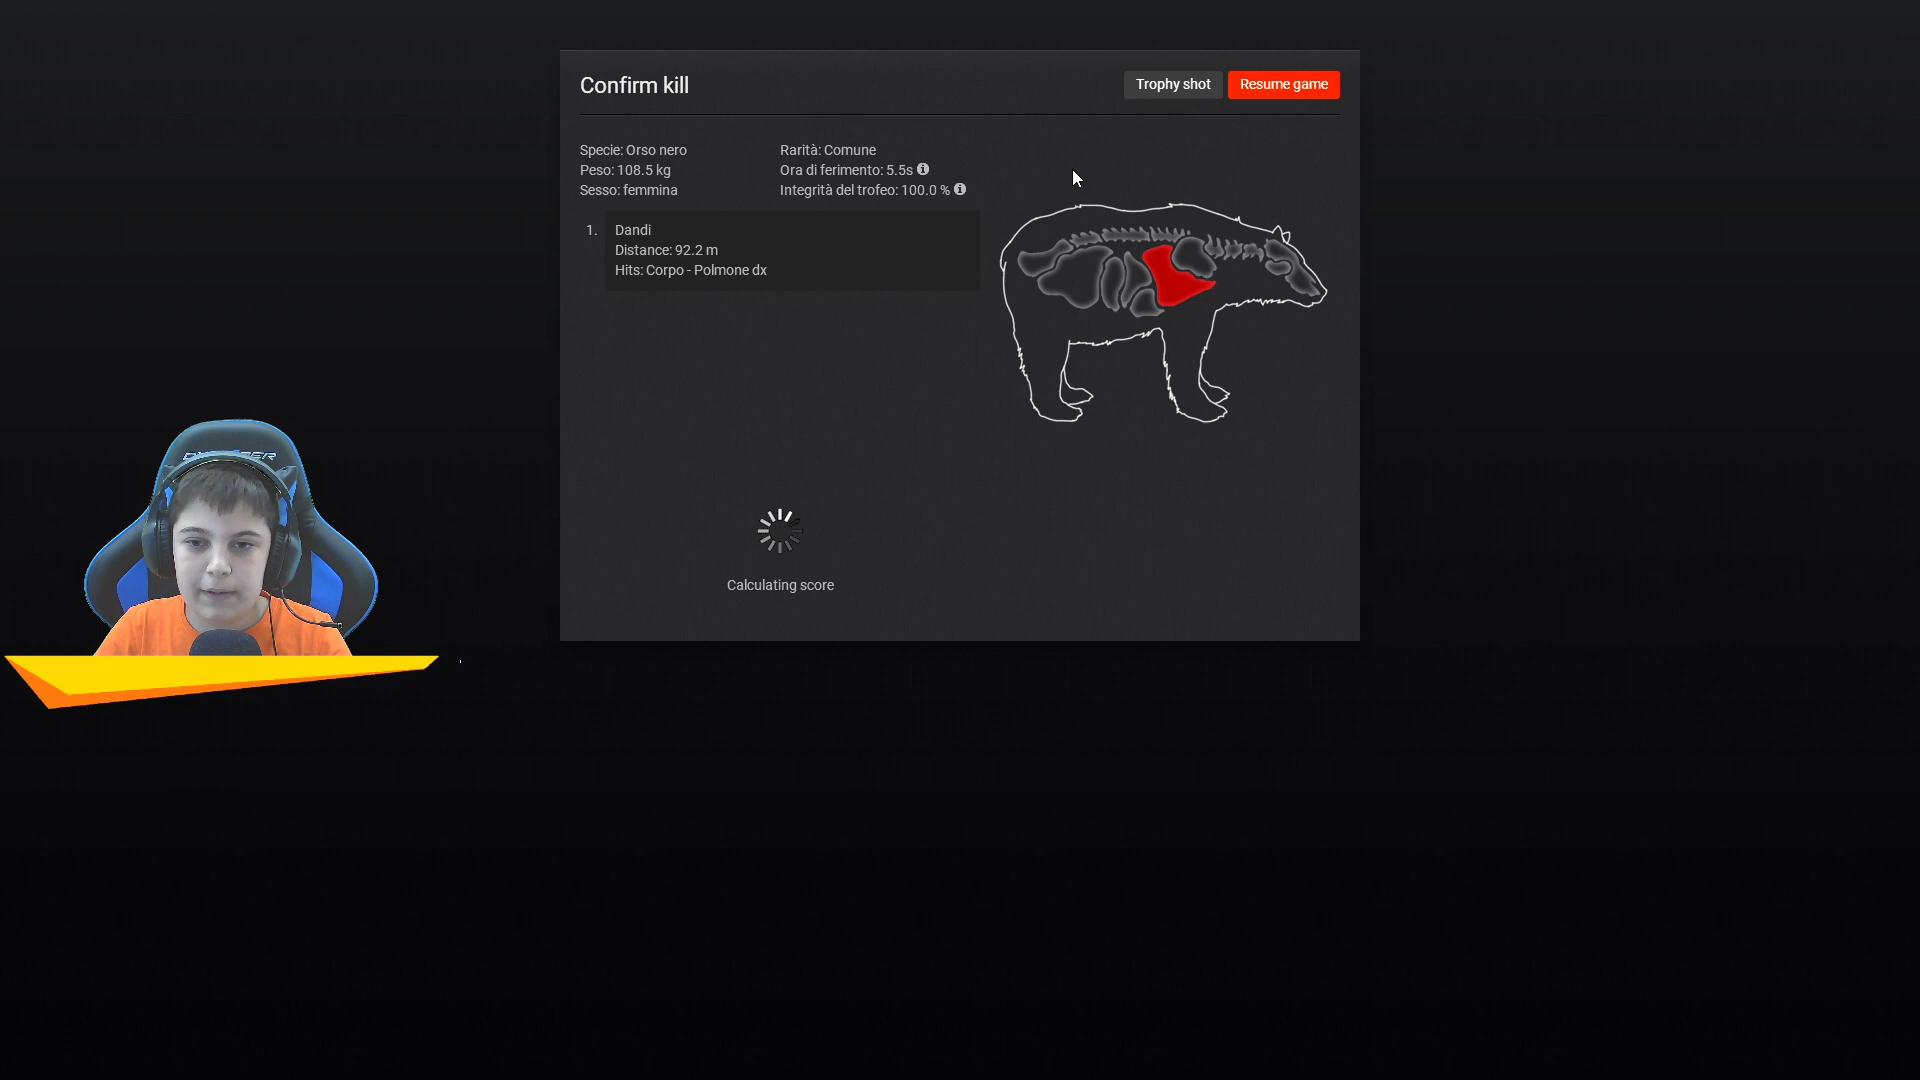 Confirm kill
Trophy shot
Resume game
Specie: Orso nero
Peso: 108.5 kg
Sesso: femmina
Rarità: Comune
Ora di ferimento: 5.5s
Integrità del trofeo: 100.0 %
1.
Dandi
Distance: 92.2 m
Hits: Corpo - Polmone dx
Calculating score